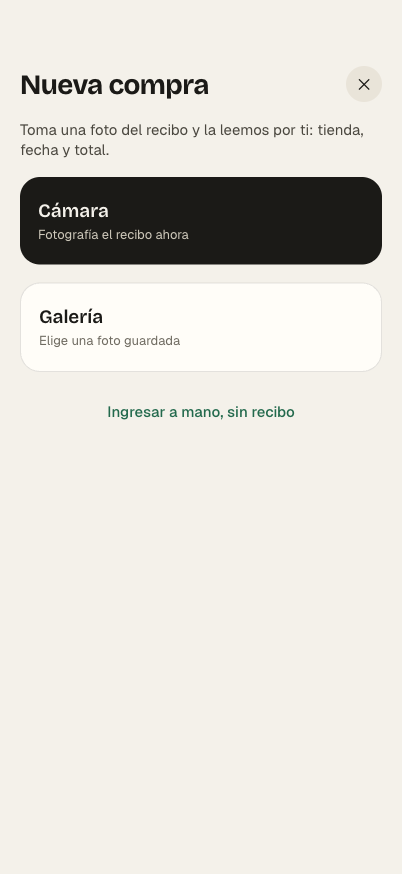 Nueva compra
Toma una foto del recibo y la leemos por ti: tienda,
fecha y total.
Cámara
Fotografía el recibo ahora
Galería
Elige una foto guardada
Ingresar a mano, sin recibo